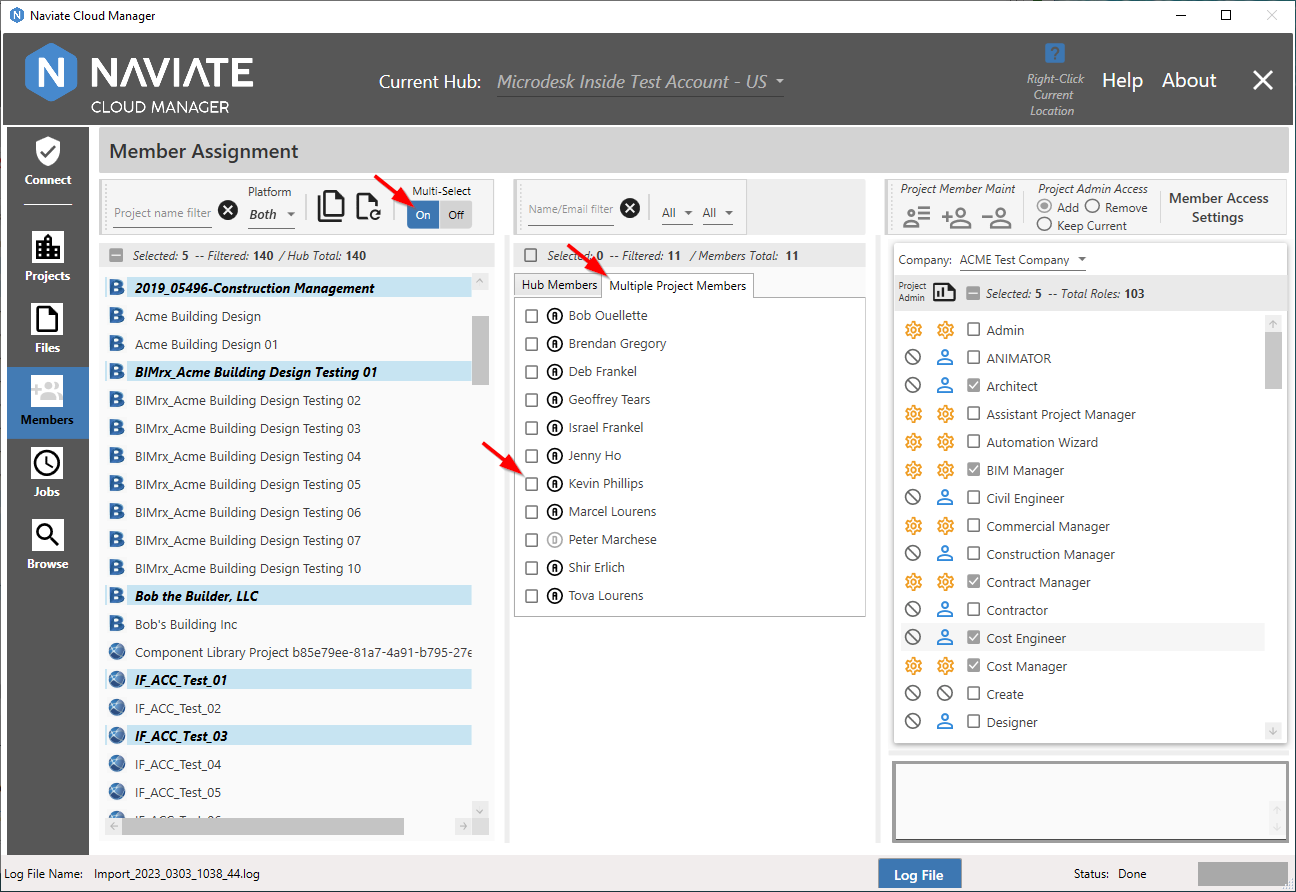 Naviate Cloud Manager
NAVIATE
CLOUD MANAGER
Current Hub: Microdesk Inside Test Account - US
Right-Click
Current
Location
Help About
Connect
Projects
Files
Members
Jobs
Browse
Member Assignment
Project name filter
Platform
Both
Multi-Select
On Off
Selected: 5 -- Filtered: 140 / Hub Total: 140
2019_05496-Construction Management
Acme Building Design
Acme Building Design 01
BIMrx_Acme Building Design Testing 01
BIMrx_Acme Building Design Testing 02
BIMrx_Acme Building Design Testing 03
BIMrx_Acme Building Design Testing 04
BIMrx_Acme Building Design Testing 05
BIMrx_Acme Building Design Testing 06
BIMrx_Acme Building Design Testing 07
BIMrx_Acme Building Design Testing 10
Bob the Builder, LLC
Bob's Building Inc
Component Library Project b85e79ee-81a7-4a91-b795-27e
IF_ACC_Test_01
IF_ACC_Test_02
IF_ACC_Test_03
IF_ACC_Test_04
IF_ACC_Test_05
Name/Email filter
All All
Selected: 0 -- Filtered: 11 / Members Total: 11
Hub Members Multiple Project Members
Bob Ouellette
Brendan Gregory
Deb Frankel
Geoffrey Tears
Israel Frankel
Jenny Ho
Kevin Phillips
Marcel Lourens
Peter Marchese
Shir Erlich
Tova Lourens
Project Member Maint
Project Admin Access
Add Remove
Keep Current
Member Access
Settings
Company: ACME Test Company
Project
Admin
Selected: 5 -- Total Roles: 103
Admin
ANIMATOR
Architect
Assistant Project Manager
Automation Wizard
BIM Manager
Civil Engineer
Commercial Manager
Construction Manager
Contract Manager
Contractor
Cost Engineer
Cost Manager
Create
Designer
Log File Name: Import_2023_0303_1038_44.log
Log File
Status: Done